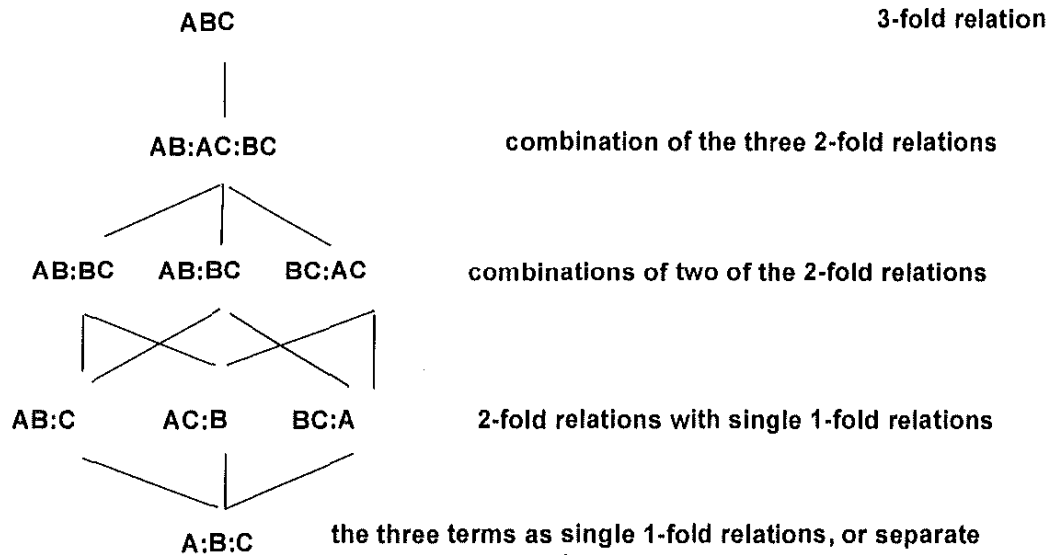 ABC 3-fold relation
AB:AC:BC combination of the three 2-fold relations
AB:BC AB:BC BC:AC combinations of two of the 2-fold relations
AB:C AC:B BC:A 2-fold relations with single 1-fold relations
A:B:C the three terms as single 1-fold relations, or separate